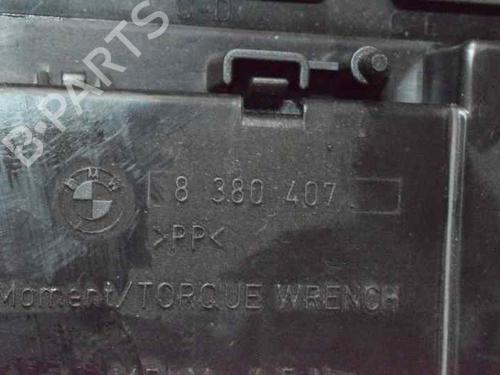 C D
C E
B-PARTS
BMW
8 380 407
>PP<
Moment/TORQUE WRENCH